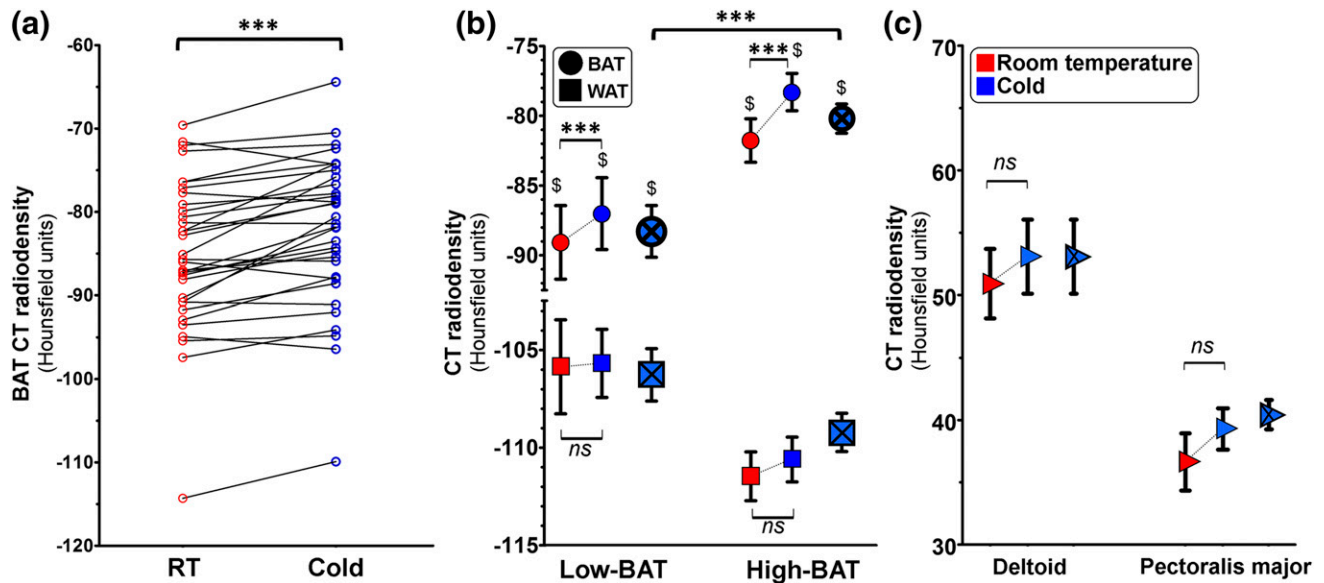 (a)
***
BAT CT radiodensity
(Hounsfield units)
-60
-70
-80
-90
-100
-110
-120
RT Cold
(b)
***
BAT
WAT
CT radiodensity
(Hounsfield units)
-75
-80
-85
-90
-105
-110
-115
***
$
$
$
***
$
$
$
ns
ns
Low-BAT High-BAT
(c)
Room temperature
Cold
CT radiodensity
(Hounsfield units)
70
60
50
40
30
ns
ns
Deltoid Pectoralis major